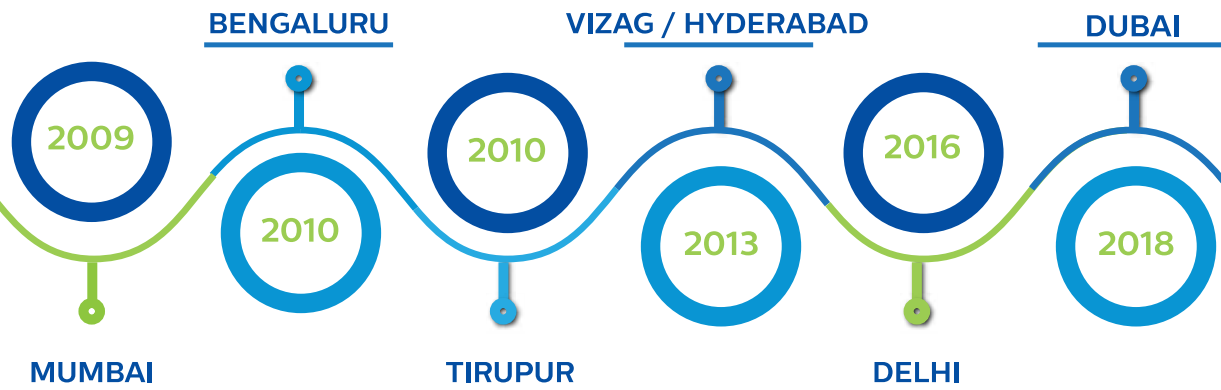 BENGALURU
VIZAG / HYDERABAD
DUBAI
2009
2010
2010
2013
2016
2018
MUMBAI
TIRUPUR
DELHI